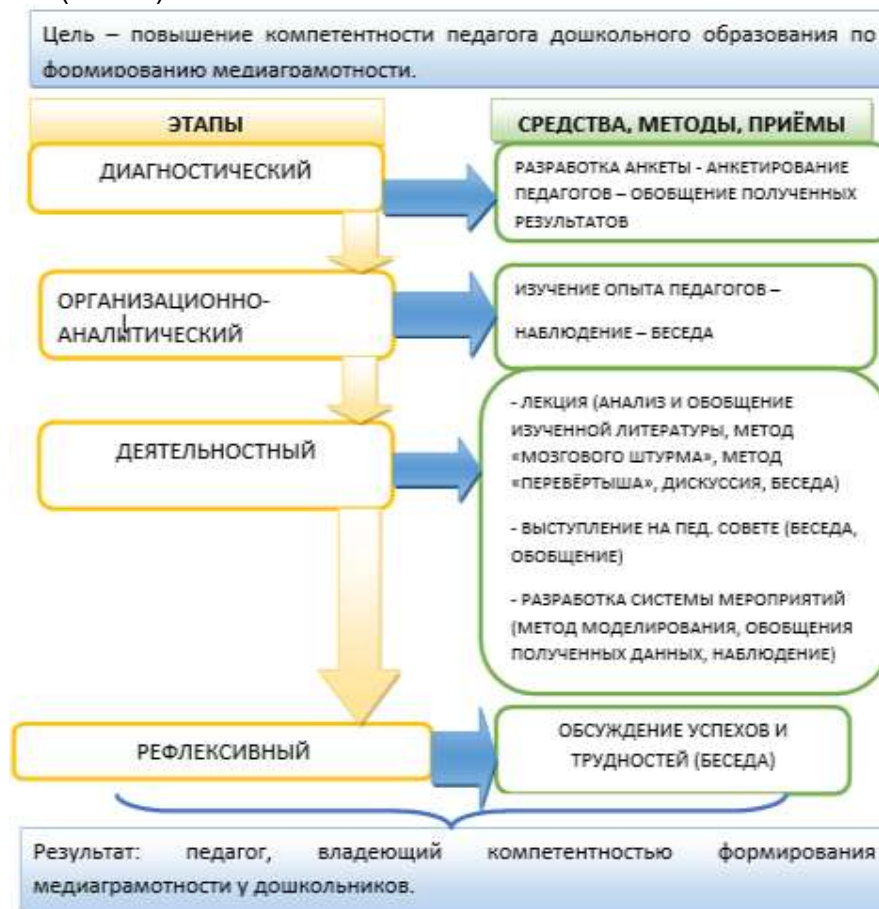 Цель – повышение компетентности педагога дошкольного образования по
формированию медиаграмотности.
ЭТАПЫ
СРЕДСТВА, МЕТОДЫ, ПРИЁМЫ
ДИАГНОСТИЧЕСКИЙ
РАЗРАБОТКА АНКЕТЫ - АНКЕТИРОВАНИЕ
ПЕДАГОГОВ – ОБОБЩЕНИЕ ПОЛУЧЕННЫХ
РЕЗУЛЬТАТОВ
ОРГАНИЗАЦИОННО-
АНАЛИТИЧЕСКИЙ
ИЗУЧЕНИЕ ОПЫТА ПЕДАГОГОВ –
НАБЛЮДЕНИЕ – БЕСЕДА
ДЕЯТЕЛЬНОСТНЫЙ
- ЛЕКЦИЯ (АНАЛИЗ И ОБОБЩЕНИЕ
ИЗУЧЕННОЙ ЛИТЕРАТУРЫ, МЕТОД
«МОЗГОВОГО ШТУРМА», МЕТОД
«ПЕРЕВЁРТЫША», ДИСКУССИЯ, БЕСЕДА)
- ВЫСТУПЛЕНИЕ НА ПЕД. СОВЕТЕ (БЕСЕДА,
ОБОБЩЕНИЕ)
- РАЗРАБОТКА СИСТЕМЫ МЕРОПРИЯТИЙ
(МЕТОД МОДЕЛИРОВАНИЯ, ОБОБЩЕНИЯ
ПОЛУЧЕННЫХ ДАННЫХ, НАБЛЮДЕНИЕ)
РЕФЛЕКСИВНЫЙ
ОБСУЖДЕНИЕ УСПЕХОВ И
ТРУДНОСТЕЙ (БЕСЕДА)
Результат: педагог, владеющий компетентностью формирования
медиаграмотности у дошкольников.